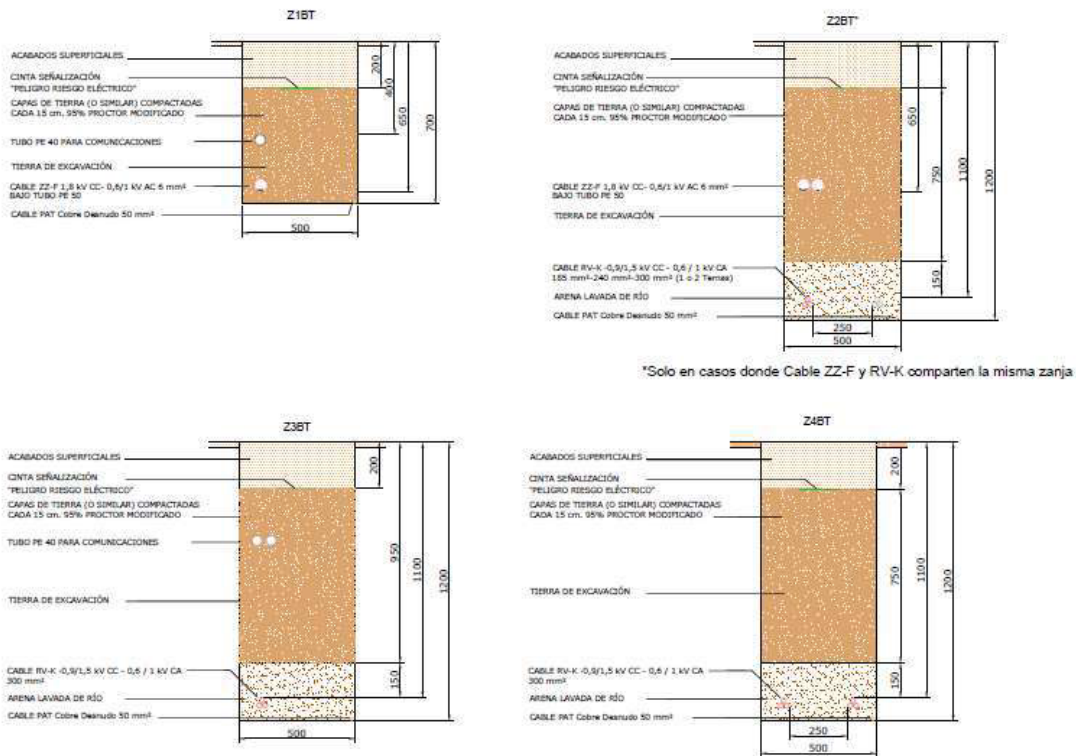 Z1BT
ACABADOS SUPERFICIALES
CINTA SEÑALIZACIÓN
"PELIGRO RIESGO ELÉCTRICO"
CAPAS DE TIERRA (O SIMILAR) COMPACTADAS
CADA 15 cm. 95% PROCTOR MODIFICADO
TUBO PE 40 PARA COMUNICACIONES
TIERRA DE EXCAVACIÓN
CABLE ZZ-F 1,8 kV CC- 0,6/1 kV AC 6 mm²
BAJO TUBO PE 50
CABLE PAT Cobre Desnudo 50 mm²
200
400
650
700
500
Z2BT*
ACABADOS SUPERFICIALES
CINTA SEÑALIZACIÓN
"PELIGRO RIESGO ELÉCTRICO"
CAPAS DE TIERRA (O SIMILAR) COMPACTADAS
CADA 15 cm. 95% PROCTOR MODIFICADO
CABLE ZZ-F 1,8 kV CC- 0,6/1 kV AC 6 mm²
BAJO TUBO PE 50
TIERRA DE EXCAVACIÓN
CABLE RV-K -0,9/1,5 kV CC - 0,6 / 1 kV CA
185 mm²-240 mm²-300 mm² (1 o 2 Ternas)
ARENA LAVADA DE RÍO
CABLE PAT Cobre Desnudo 50 mm²
200
650
750
1100
1200
150
250
500
*Solo en casos donde Cable ZZ-F y RV-K comparten la misma zanja
Z3BT
ACABADOS SUPERFICIALES
CINTA SEÑALIZACIÓN
"PELIGRO RIESGO ELÉCTRICO"
CAPAS DE TIERRA (O SIMILAR) COMPACTADAS
CADA 15 cm. 95% PROCTOR MODIFICADO
TUBO PE 40 PARA COMUNICACIONES
TIERRA DE EXCAVACIÓN
CABLE RV-K -0,9/1,5 kV CC - 0,6 / 1 kV CA
300 mm²
ARENA LAVADA DE RÍO
CABLE PAT Cobre Desnudo 50 mm²
200
950
1100
1200
150
500
Z4BT
ACABADOS SUPERFICIALES
CINTA SEÑALIZACIÓN
"PELIGRO RIESGO ELÉCTRICO"
CAPAS DE TIERRA (O SIMILAR) COMPACTADAS
CADA 15 cm. 95% PROCTOR MODIFICADO
TIERRA DE EXCAVACIÓN
CABLE RV-K -0,9/1,5 kV CC - 0,6 / 1 kV CA
300 mm²
ARENA LAVADA DE RÍO
CABLE PAT Cobre Desnudo 50 mm²
200
750
1100
1200
150
250
500